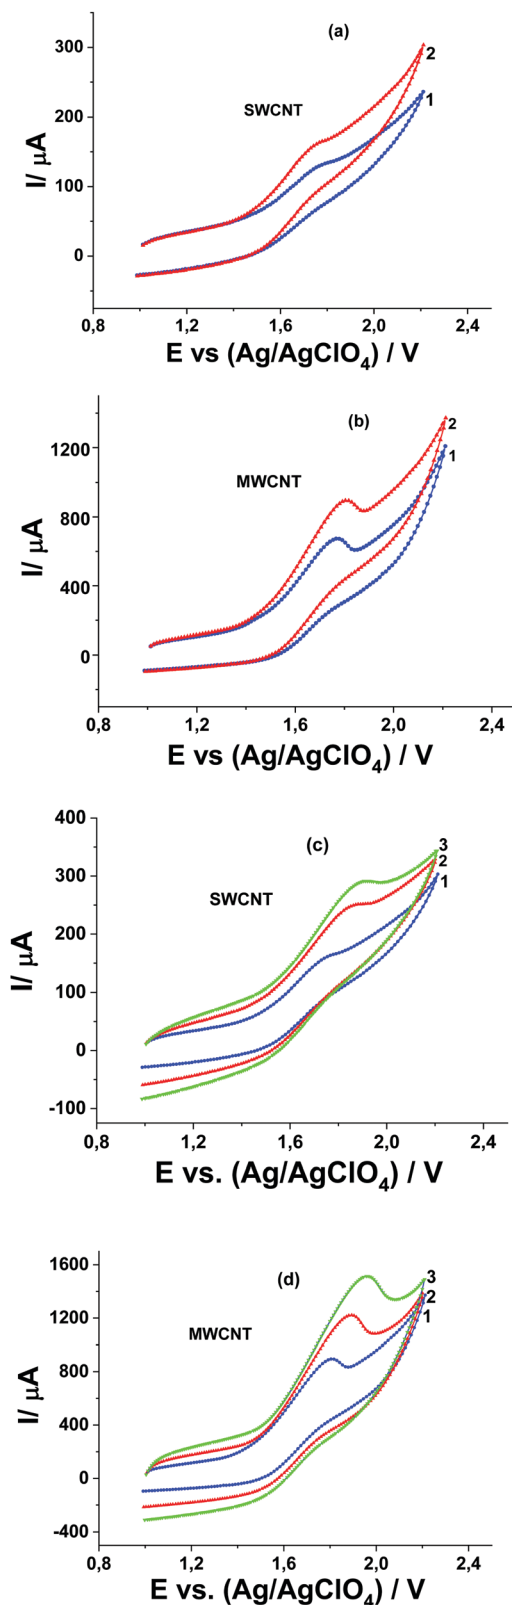 (a)
300
2
1
SWCNT
200
I/ μA
100
0
0,8 1,2 1,6 2,0 2,4
E vs (Ag/AgClO₄) / V
(b)
1200
2
1
MWCNT
800
I/ μA
400
0
0,8 1,2 1,6 2,0 2,4
E vs (Ag/AgClO₄) / V
400
(c)
3
2
1
300
SWCNT
200
I/ μA
100
0
-100
0,8 1,2 1,6 2,0 2,4
E vs. (Ag/AgClO₄) / V
1600
(d)
3
2
1
1200
MWCNT
800
I/ μA
400
0
-400
0,8 1,2 1,6 2,0 2,4
E vs. (Ag/AgClO₄) / V